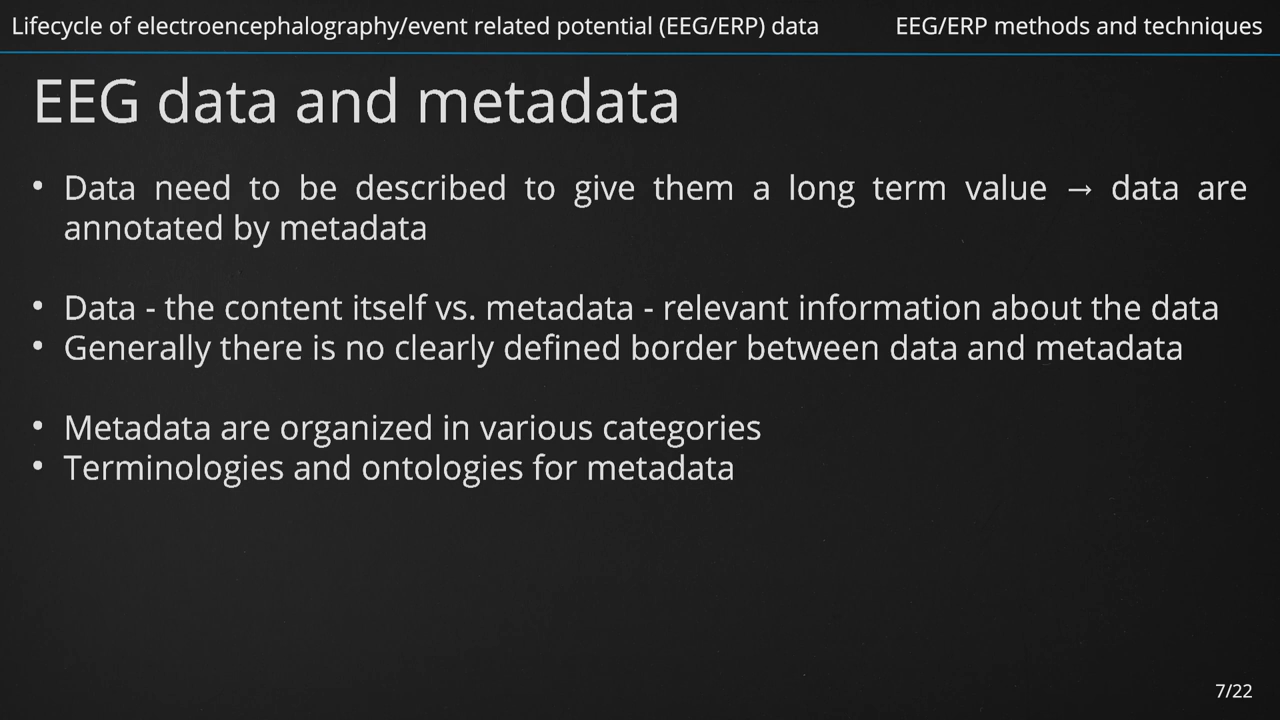 Lifecycle of electroencephalography/event related potential (EEG/ERP) data
EEG/ERP methods and techniques
EEG data and metadata
• Data need to be described to give them a long term value → data are
annotated by metadata
• Data - the content itself vs. metadata - relevant information about the data
• Generally there is no clearly defined border between data and metadata
• Metadata are organized in various categories
• Terminologies and ontologies for metadata
7/22